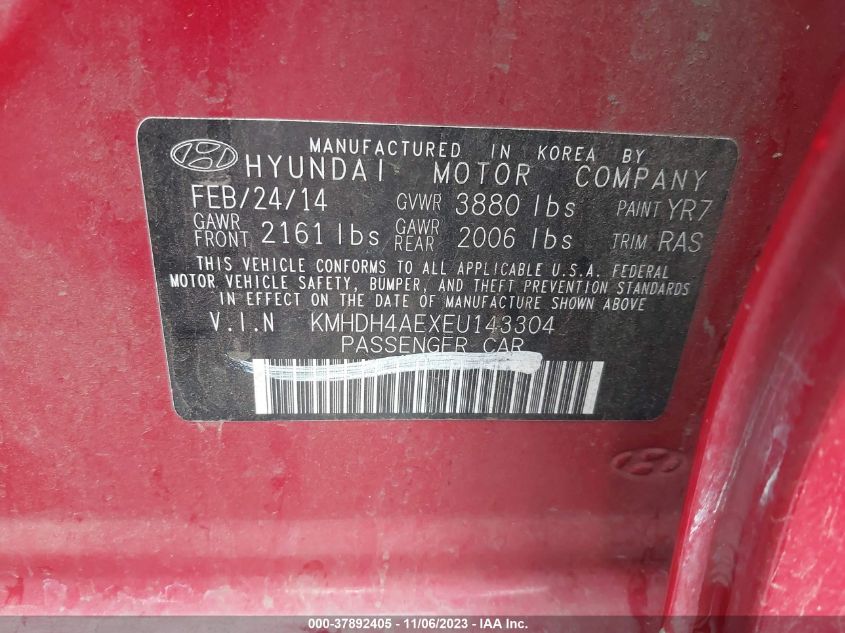 MANUFACTURED IN KOREA BY
HYUNDAI MOTOR COMPANY
FEB/24/14 GVWR 3880 lbs PAINT YR7
GAWR FRONT 2161 lbs GAWR REAR 2006 lbs TRIM RAS
THIS VEHICLE CONFORMS TO ALL APPLICABLE U.S.A. FEDERAL
MOTOR VEHICLE SAFETY, BUMPER, AND THEFT PREVENTION STANDARDS
IN EFFECT ON THE DATE OF MANUFACTURE SHOWN ABOVE
V.I.N KMHDH4AEXEU143304
PASSENGER CAR
000-37892405 - 11/06/2023 - IAA Inc.